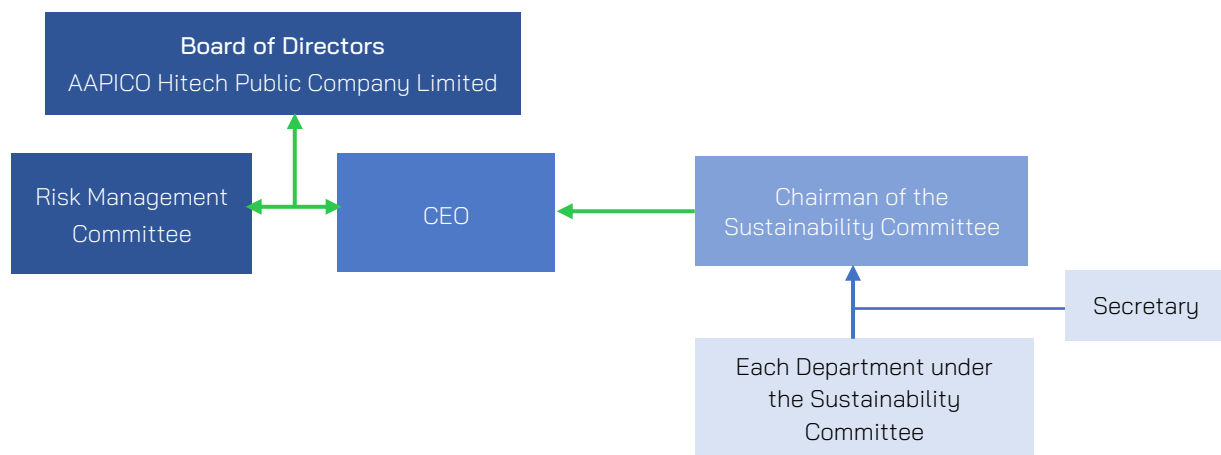 Board of Directors
AAPICO Hitech Public Company Limited
Risk Management
Committee
CEO
Chairman of the
Sustainability Committee
Secretary
Each Department under
the Sustainability
Committee